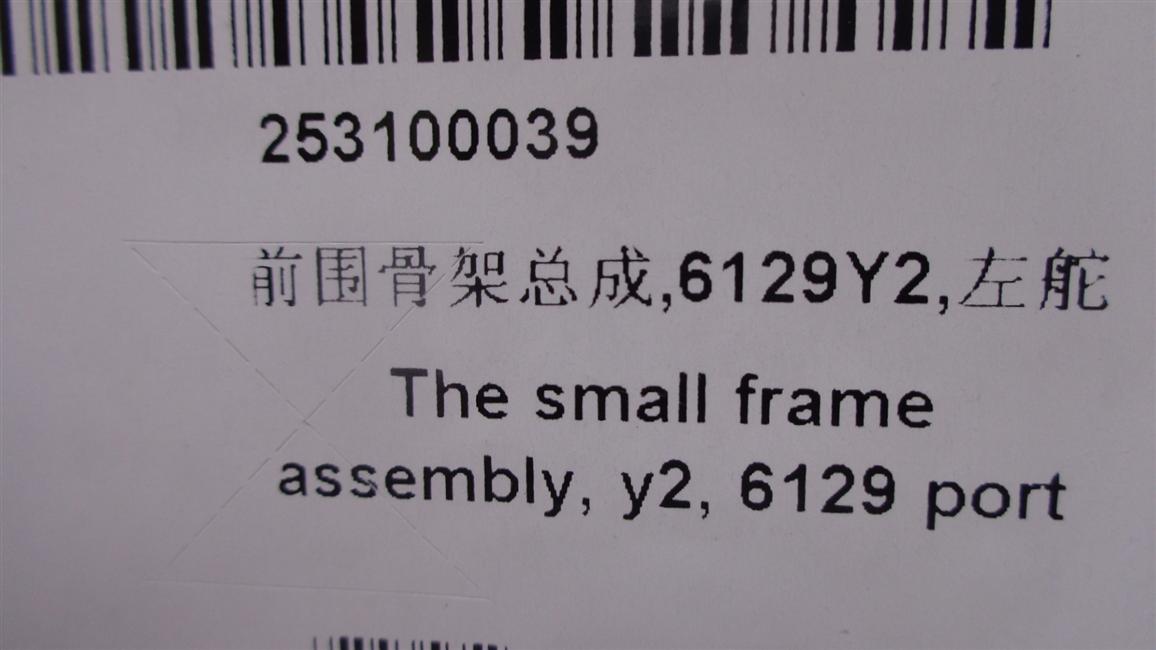 253100039
前围骨架总成,6129Y2,左舵
The small frame
assembly, y2, 6129 port